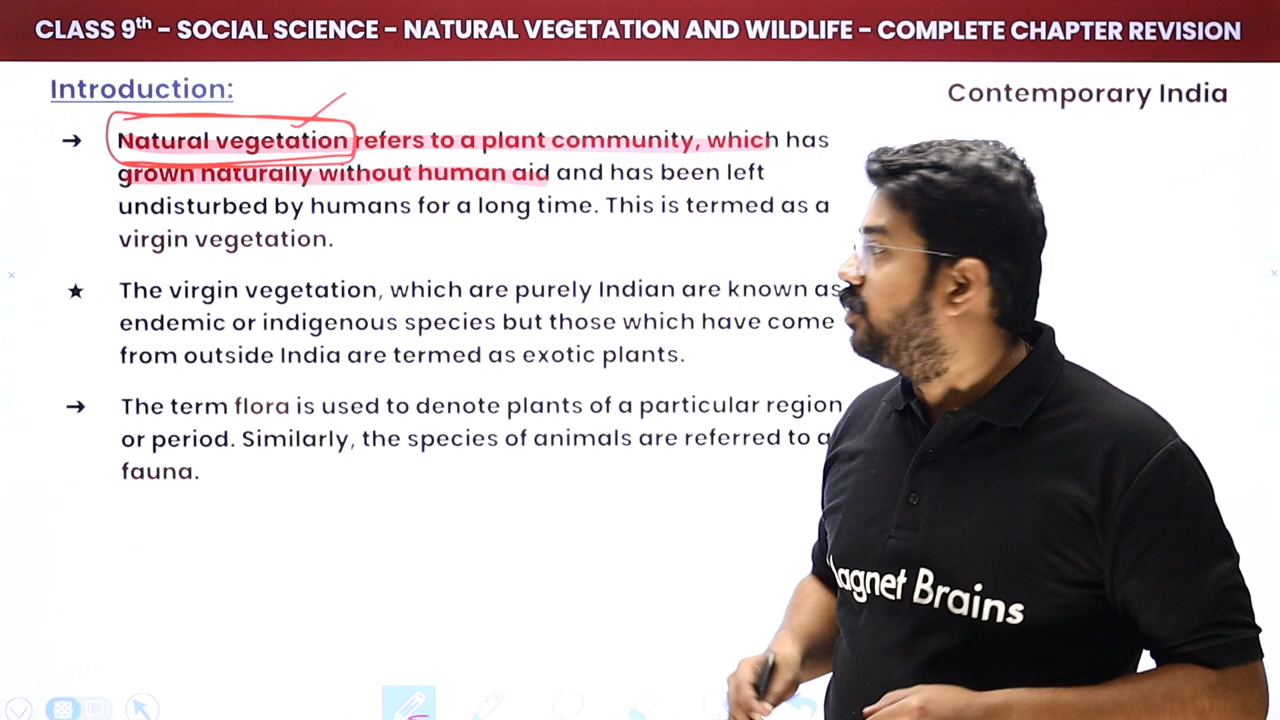 CLASS 9th – SOCIAL SCIENCE – NATURAL VEGETATION AND WILDLIFE – COMPLETE CHAPTER REVISION
Introduction:
Contemporary India
→ Natural vegetation refers to a plant community, which has
grown naturally without human aid and has been left
undisturbed by humans for a long time. This is termed as a
virgin vegetation.
★ The virgin vegetation, which are purely Indian are known as
endemic or indigenous species but those which have come
from outside India are termed as exotic plants.
→ The term flora is used to denote plants of a particular region
or period. Similarly, the species of animals are referred to a
fauna.
agnet Brains